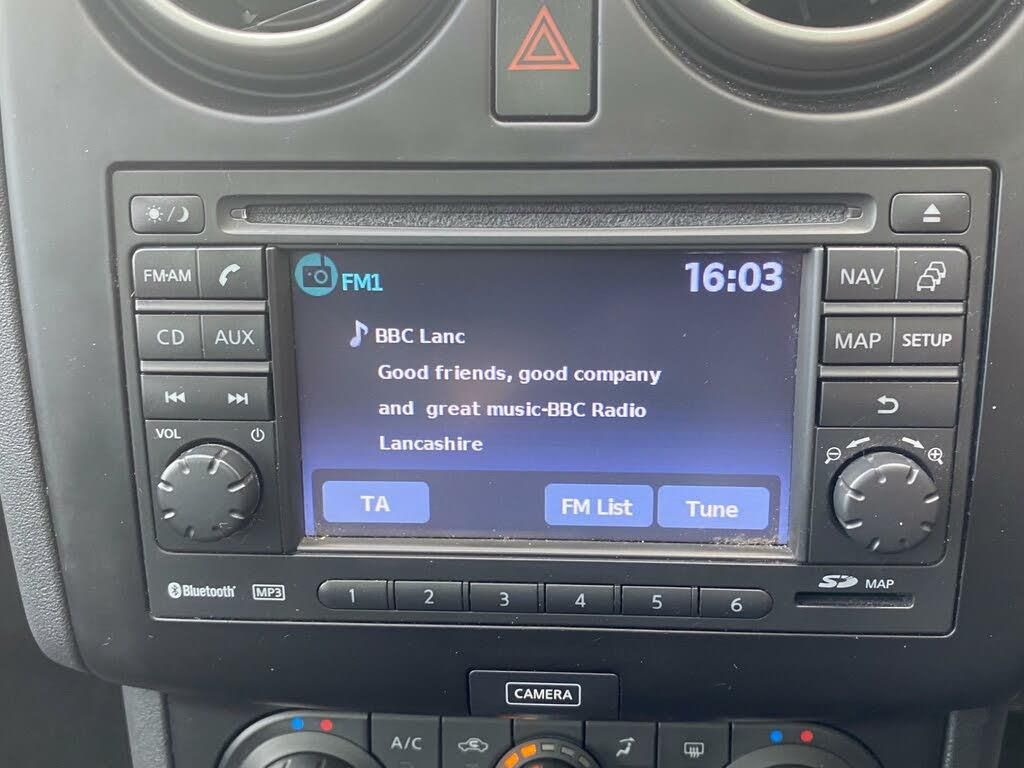 FM1 16:03
BBC Lanc
Good friends, good company
and great music-BBC Radio
Lancashire
TA FM List Tune
FM·AM
CD AUX
VOL
NAV
MAP SETUP
Bluetooth® MP3
1 2 3 4 5 6
SD MAP
CAMERA
A/C